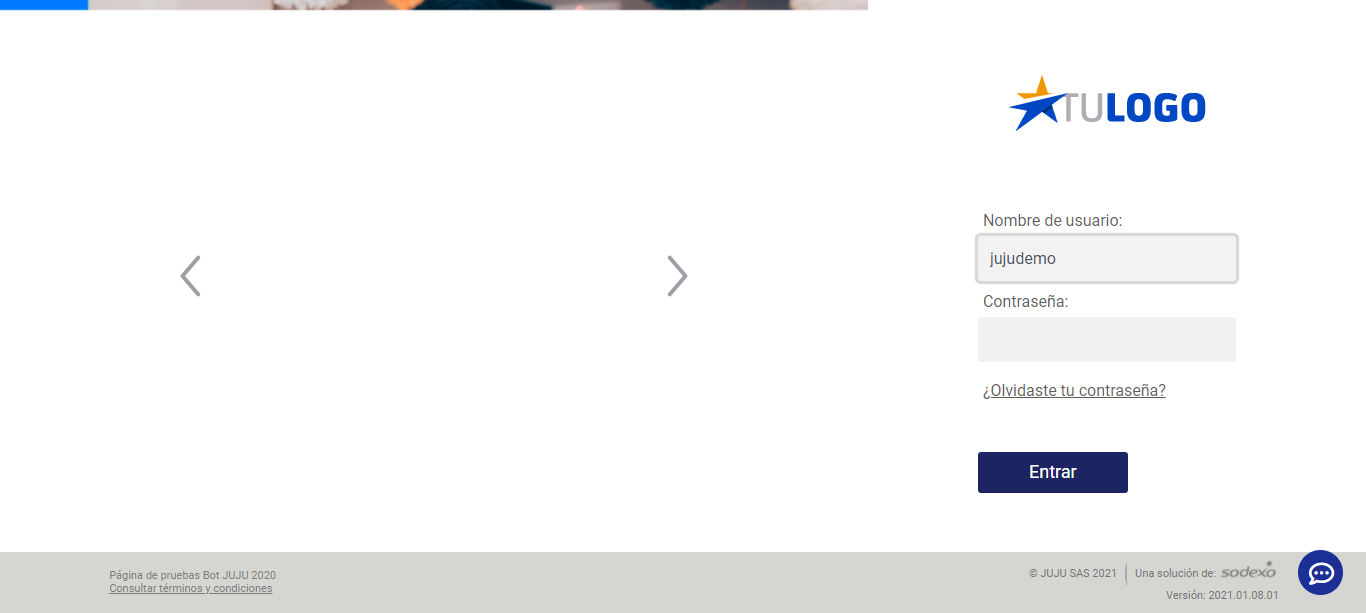 TULOGO
Nombre de usuario:
jujudemo
Contraseña:
¿Olvidaste tu contraseña?
Entrar
Página de pruebas Bot JUJU 2020
Consultar términos y condiciones
© JUJU SAS 2021 Una solución de: sodexo
Versión: 2021.01.08.01